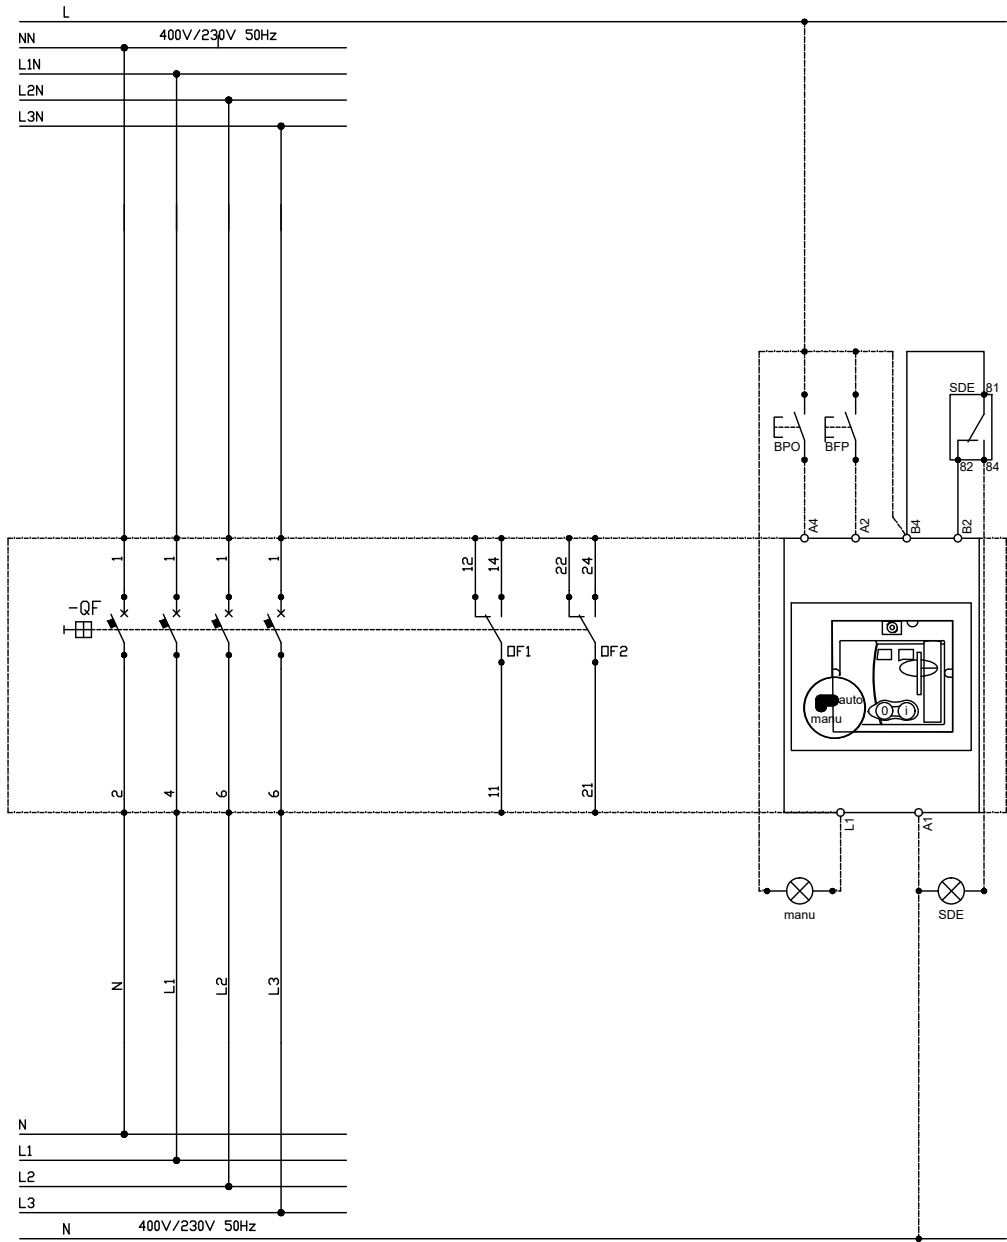 L
NN 400V/230V 50Hz
L1N
L2N
L3N
SDE 81
BPO BFP
82 84
A4 A2 B4 B2
1 1 1 1 12 14 22 24
-QF
OF1 OF2
auto
manu
0 i
2 4 6 6 11 21
L1 A1
manu SDE
N L1 L2 L3
N
L1
L2
L3
N 400V/230V 50Hz